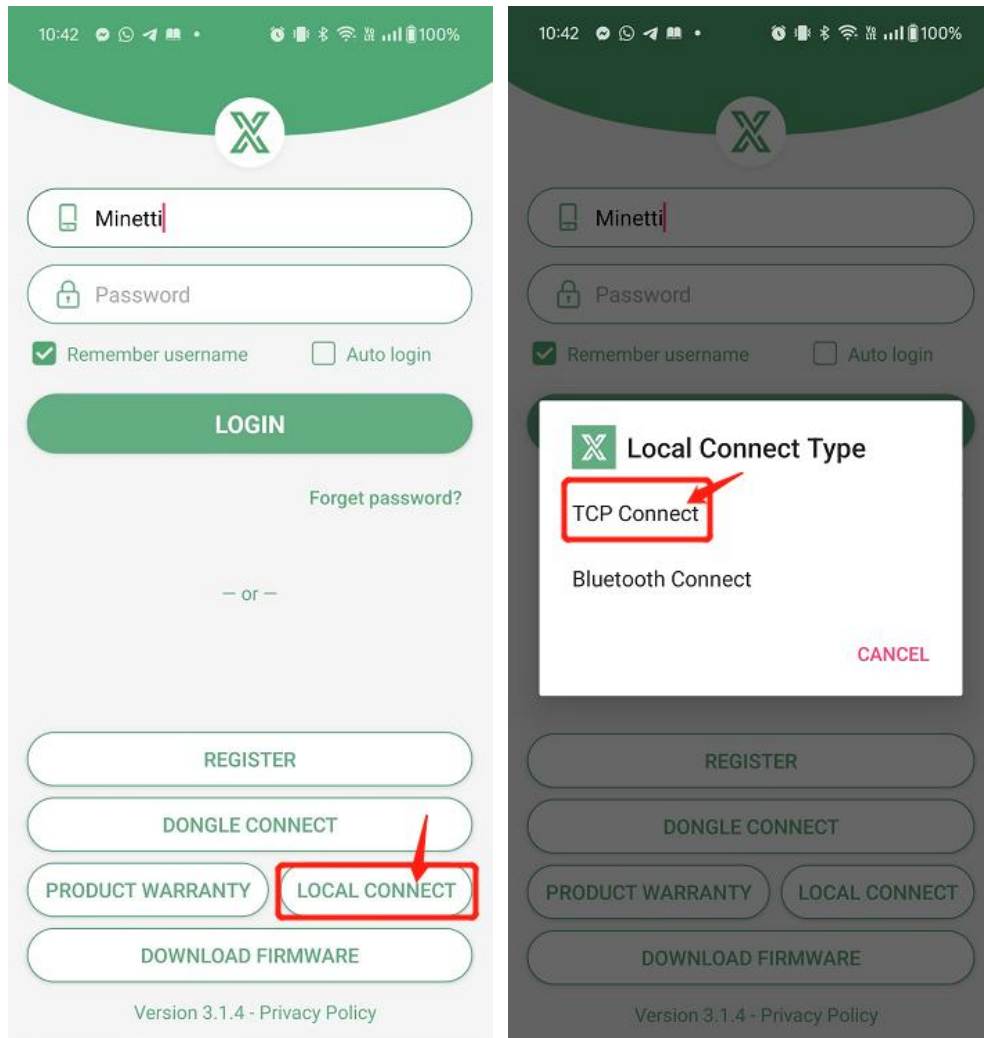 10:42
100%
Minetti
Password
Remember username
Auto login
LOGIN
Forget password?
— or —
REGISTER
DONGLE CONNECT
PRODUCT WARRANTY
LOCAL CONNECT
DOWNLOAD FIRMWARE
Version 3.1.4 - Privacy Policy
10:42
100%
Minetti
Password
Remember username
Auto login
Local Connect Type
TCP Connect
Bluetooth Connect
CANCEL
REGISTER
DONGLE CONNECT
PRODUCT WARRANTY
LOCAL CONNECT
DOWNLOAD FIRMWARE
Version 3.1.4 - Privacy Policy